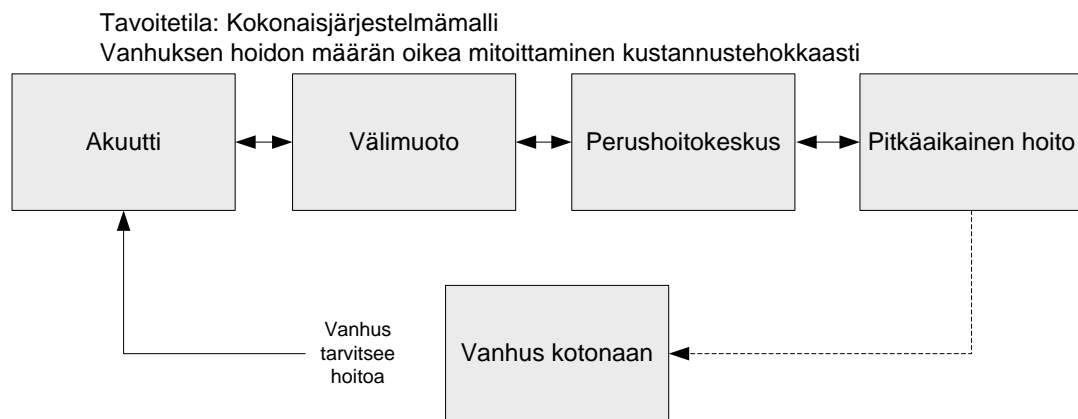 Tavoitetila: Kokonaisjärjestelmämalli
Vanhuksen hoidon määrän oikea mitoittaminen kustannustehokkaasti
Akuutti
Välimuoto
Perushoitokeskus
Pitkäaikainen hoito
Vanhus
tarvitsee
hoitoa
Vanhus kotonaan